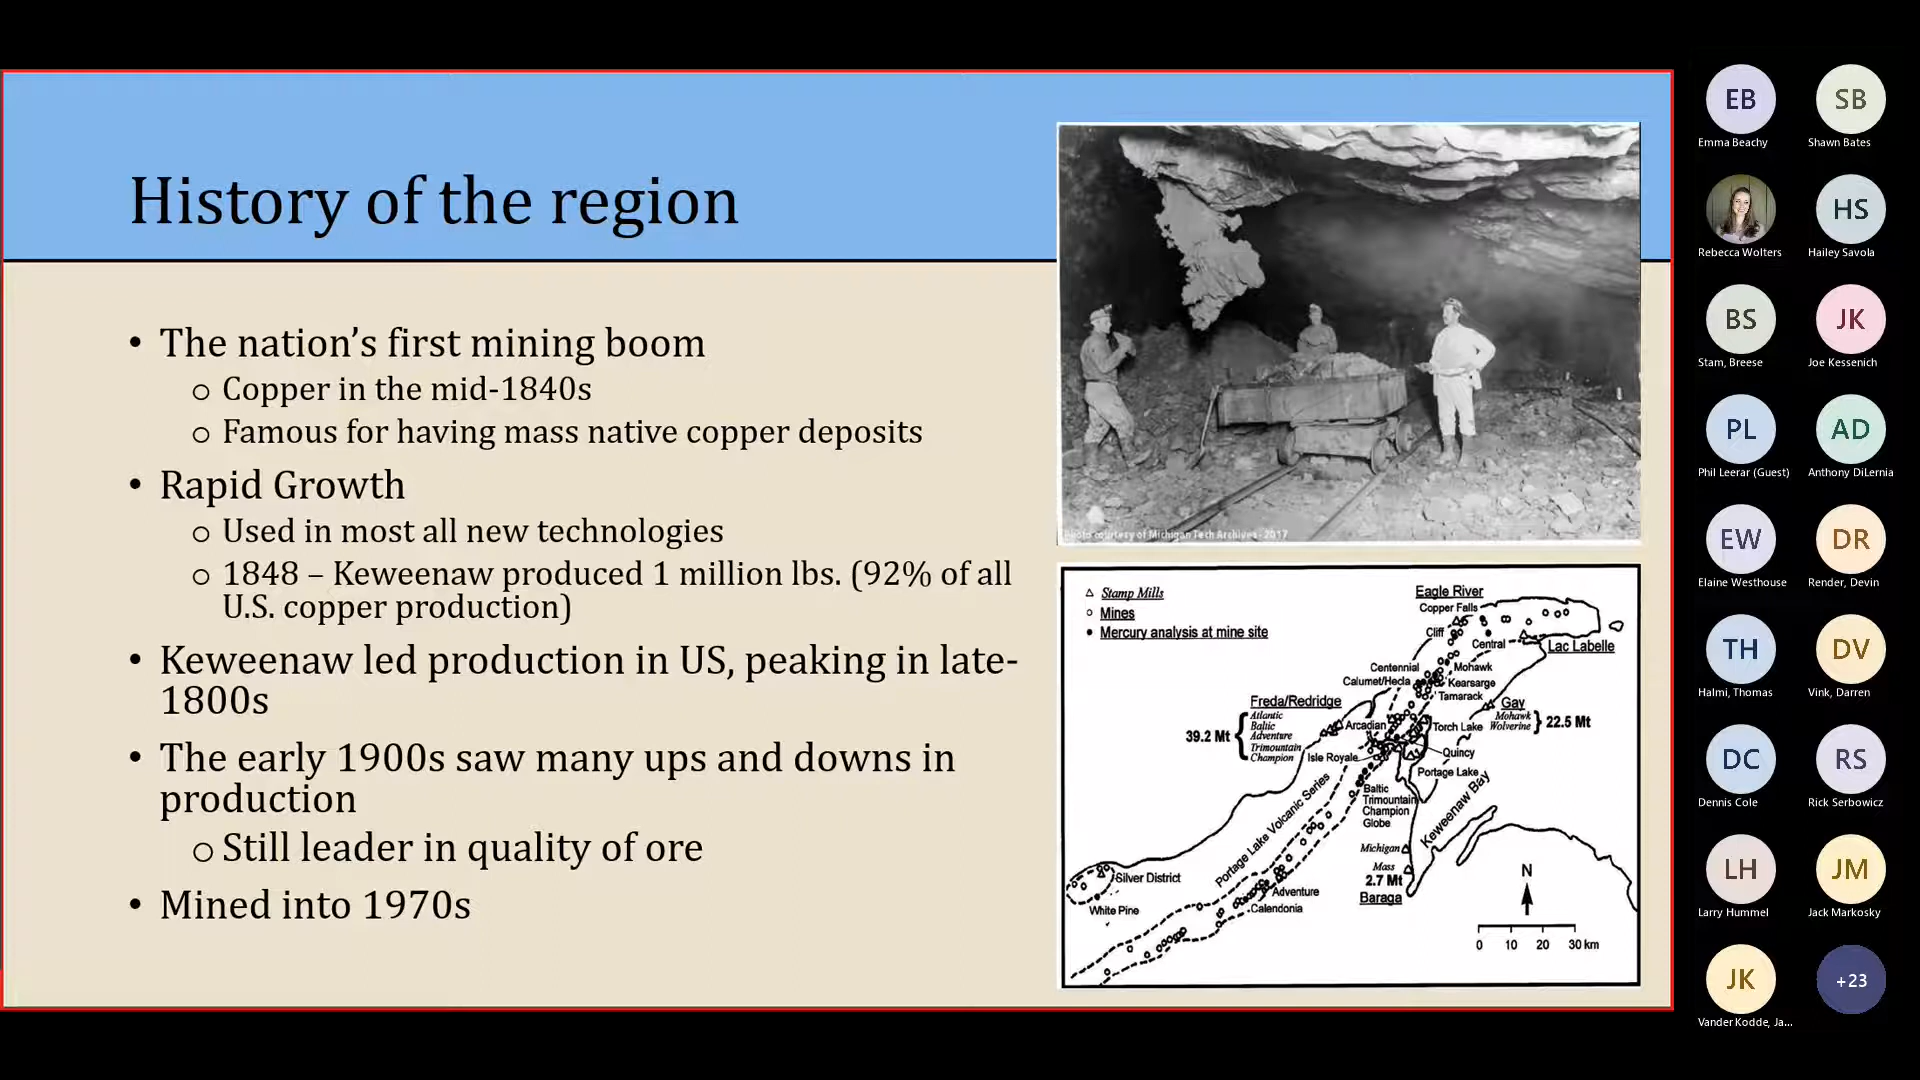 History of the region
• The nation’s first mining boom
o Copper in the mid-1840s
o Famous for having mass native copper deposits
• Rapid Growth
o Used in most all new technologies
o 1848 – Keweenaw produced 1 million lbs. (92% of all
U.S. copper production)
• Keweenaw led production in US, peaking in late-
1800s
• The early 1900s saw many ups and downs in
production
o Still leader in quality of ore
• Mined into 1970s
Photo courtesy of Michigan Tech Archives - 2017
Stamp Mills
Mines
Mercury analysis at mine site
Eagle River
Copper Falls
Cliff
Central
Lac Labelle
Centennial
Mohawk
Calumet/Hecla
Kearsarge
Tamarack
Freda/Redridge
Atlantic
Baltic
Adventure
Trimountain
Champion
39.2 Mt
Arcadian
Isle Royale
Gay
Mohawk
Wolverine
22.5 Mt
Torch Lake
Quincy
Portage Lake
Baltic
Trimountain
Champion
Globe
Keweenaw Bay
Portage Lake Volcanic Series
Michigan
Mass
2.7 Mt
Baraga
Silver District
White Pine
Adventure
Calendonia
N
0 10 20 30 km
EB
Emma Beachy
SB
Shawn Bates
Rebecca Wolters
HS
Hailey Savola
BS
Stam, Breese
JK
Joe Kessenich
PL
Phil Leerar (Guest)
AD
Anthony DiLernia
EW
Elaine Westhouse
DR
Render, Devin
TH
Halmi, Thomas
DV
Vink, Darren
DC
Dennis Cole
RS
Rick Serbowicz
LH
Larry Hummel
JM
Jack Markosky
JK
Vander Kodde, Ja...
+23